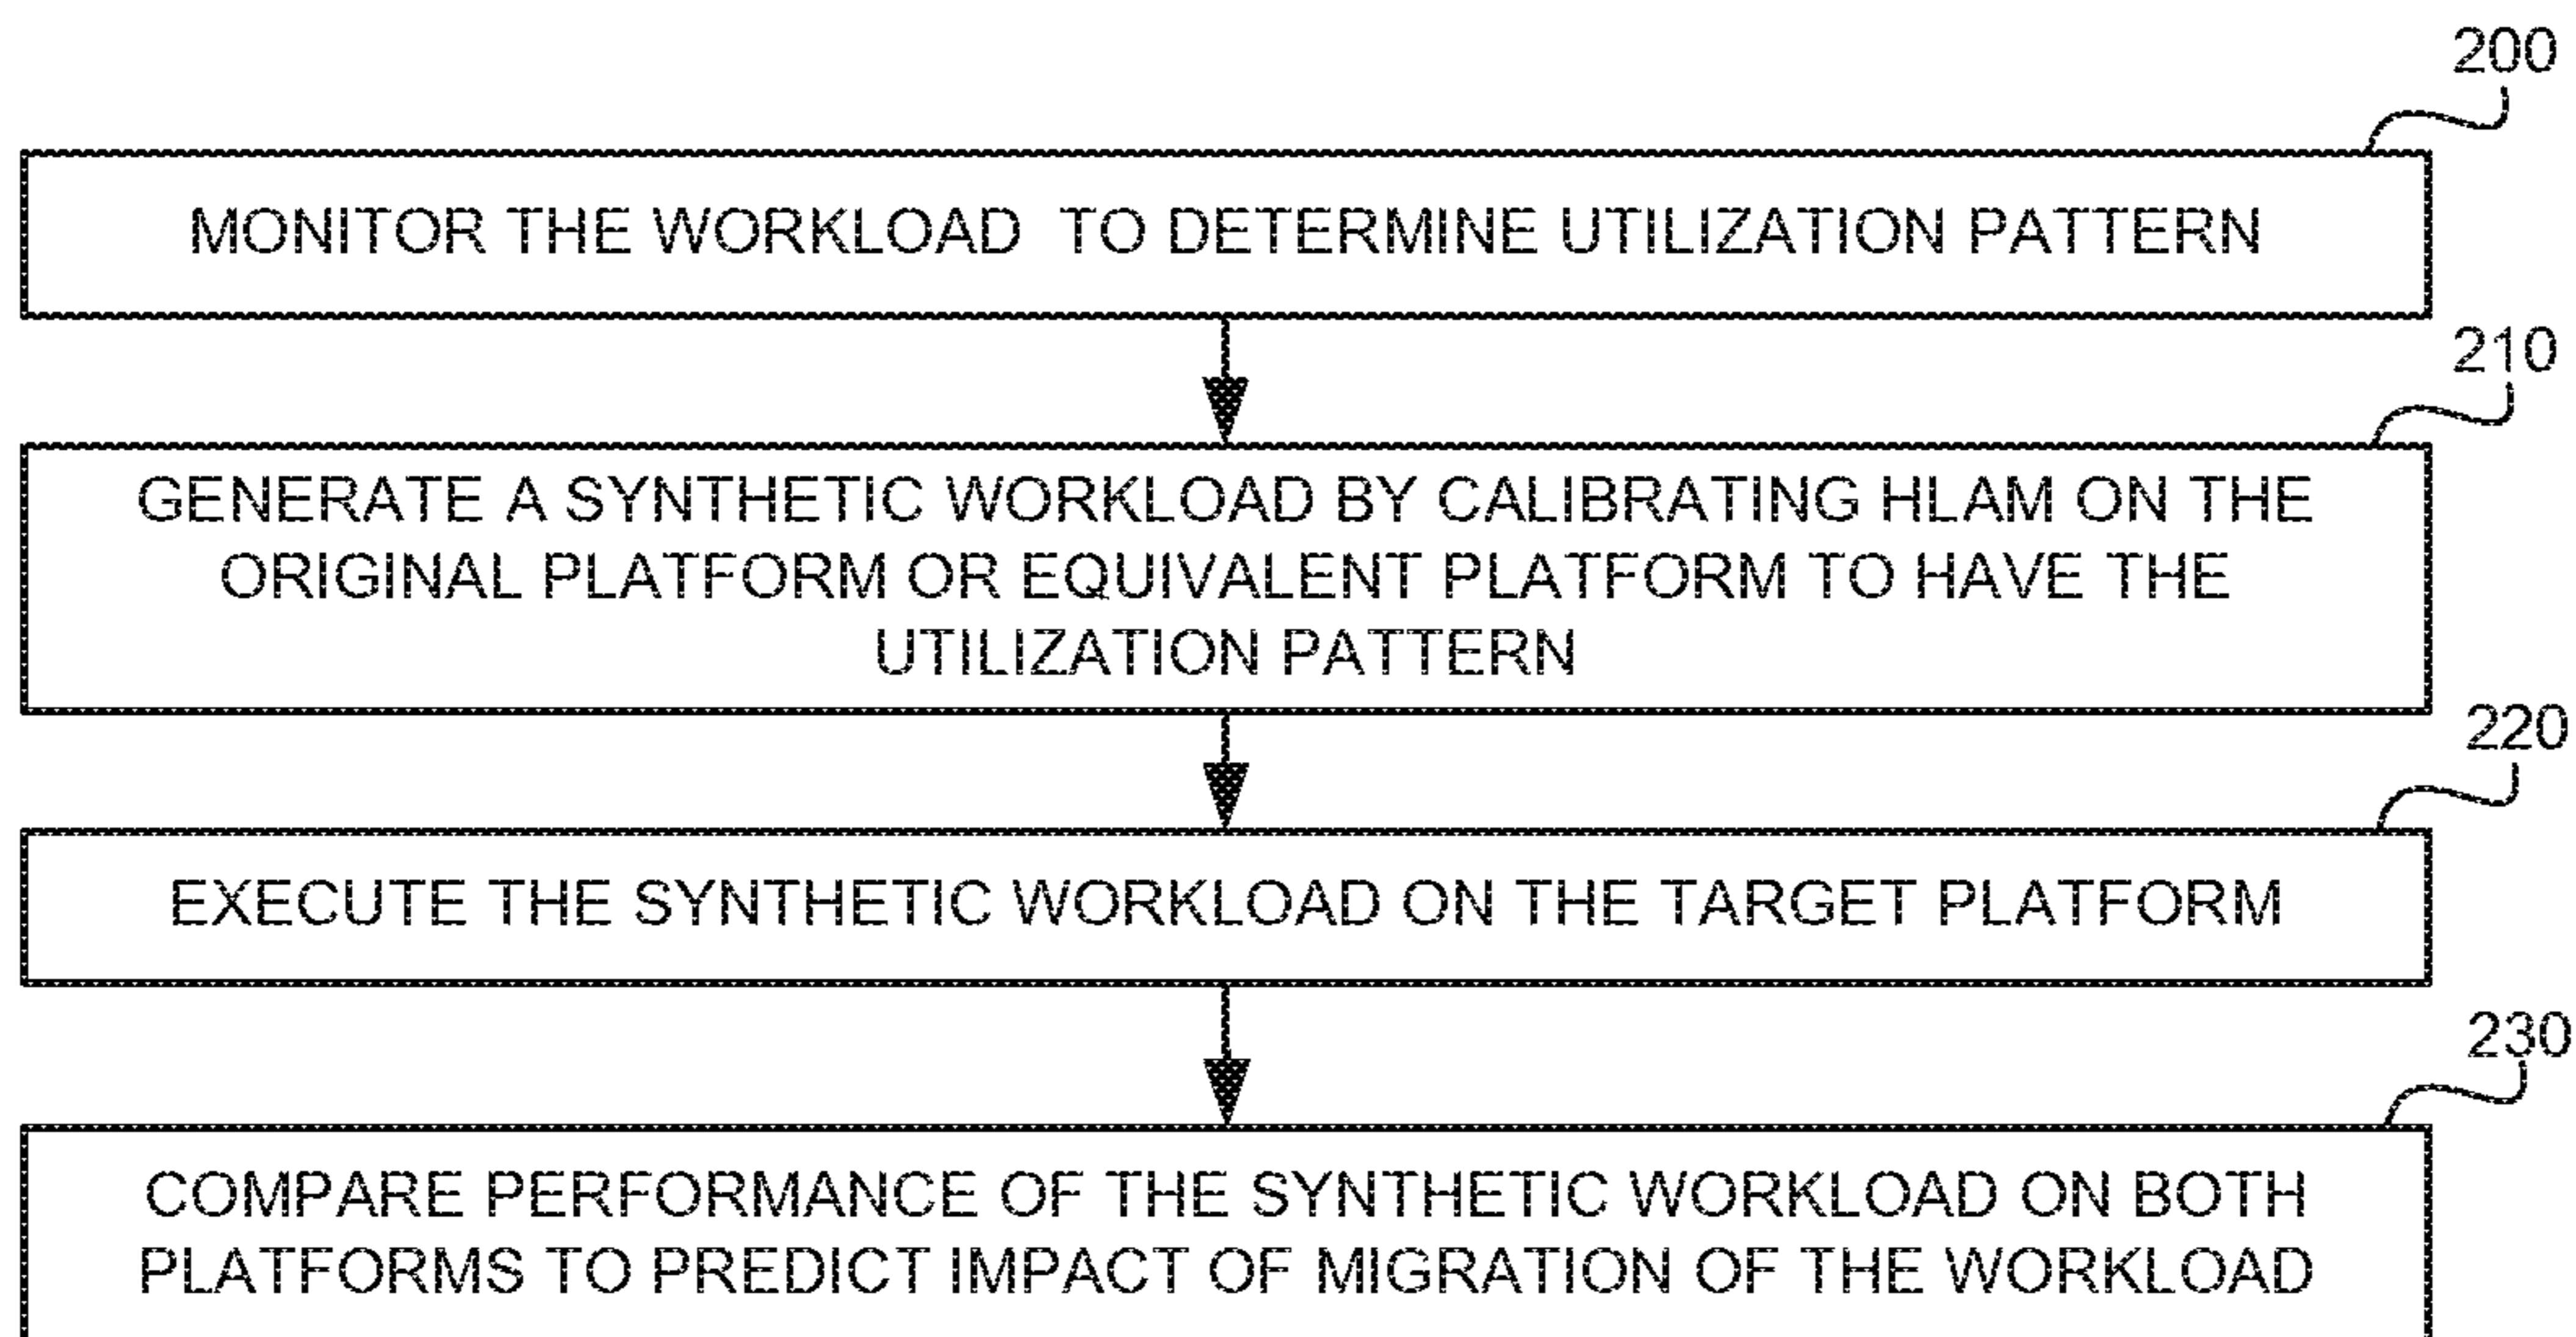 200
MONITOR THE WORKLOAD TO DETERMINE UTILIZATION PATTERN
210
GENERATE A SYNTHETIC WORKLOAD BY CALIBRATING HLAM ON THE
ORIGINAL PLATFORM OR EQUIVALENT PLATFORM TO HAVE THE
UTILIZATION PATTERN
220
EXECUTE THE SYNTHETIC WORKLOAD ON THE TARGET PLATFORM
230
COMPARE PERFORMANCE OF THE SYNTHETIC WORKLOAD ON BOTH
PLATFORMS TO PREDICT IMPACT OF MIGRATION OF THE WORKLOAD